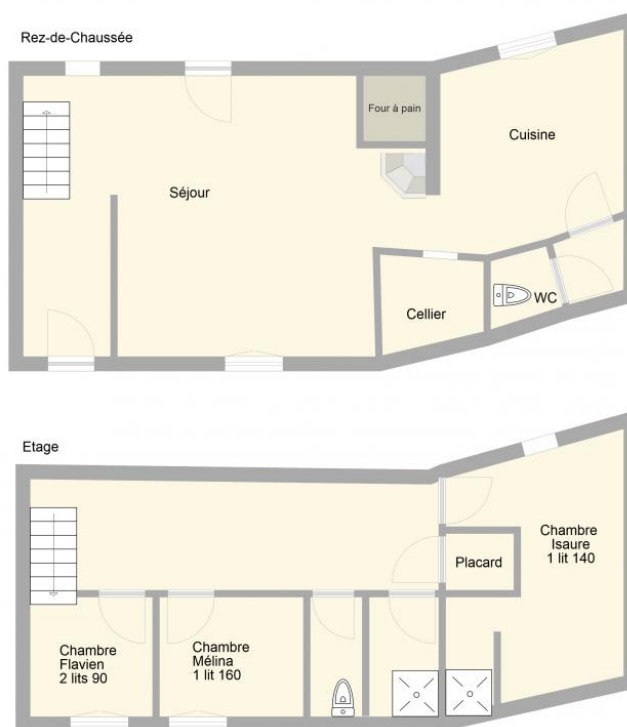 Rez-de-Chaussée
Four à pain
Cuisine
Séjour
Cellier
WC
Etage
Chambre
Isaure
1 lit 140
Placard
Chambre
Flavien
2 lits 90
Chambre
Mélina
1 lit 160